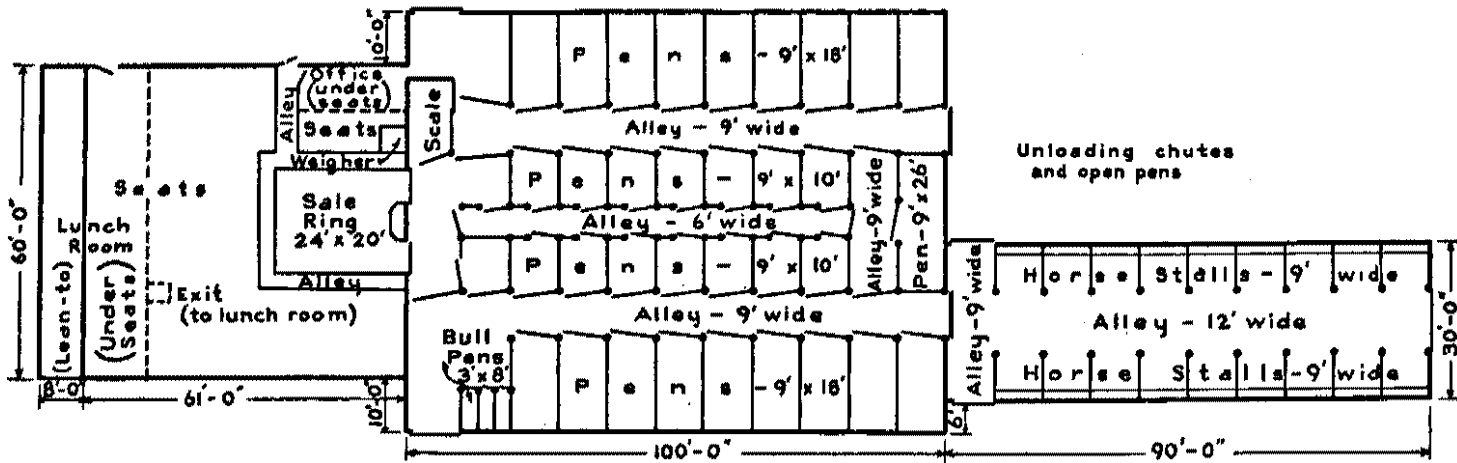 10'-0"
Pens - 9' x 18'
Office
(under
seats)
Alley
Seats
Weigher
Scale
Alley - 9' wide
Unloading chutes
and open pens
Pens - 9' x 10'
Alley-9' wide
Pen-9' x 26'
60'-0"
Seats
Sale
Ring
24' x 20'
Alley - 6' wide
Lunch
Room
(Lean-to)
(Under
Seats)
Pens - 9' x 10'
Alley
Exit
(to lunch room)
Alley - 9' wide
Alley-9' wide
Horse Stalls-9' wide
Alley - 12' wide
Horse Stalls-9' wide
30'-0"
Bull
Pens
3' x 8'
Pens - 9' x 18'
8'-0"
61'-0"
10'-0"
6'
100'-0"
90'-0"